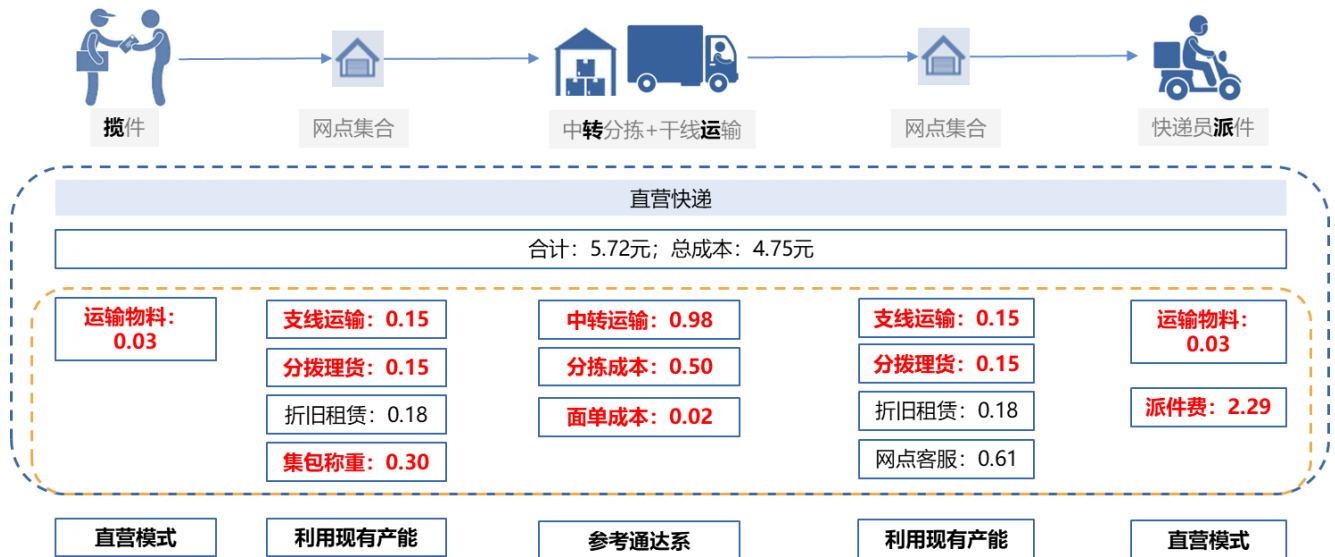 揽件
网点集合
中转分拣+干线运输
网点集合
快递员派件
直营快递
合计：5.72元；总成本：4.75元
运输物料：
0.03
支线运输：0.15
分拨理货：0.15
折旧租赁：0.18
集包称重：0.30
中转运输：0.98
分拣成本：0.50
面单成本：0.02
支线运输：0.15
分拨理货：0.15
折旧租赁：0.18
网点客服：0.61
运输物料：
0.03
派件费：2.29
直营模式
利用现有产能
参考通达系
利用现有产能
直营模式